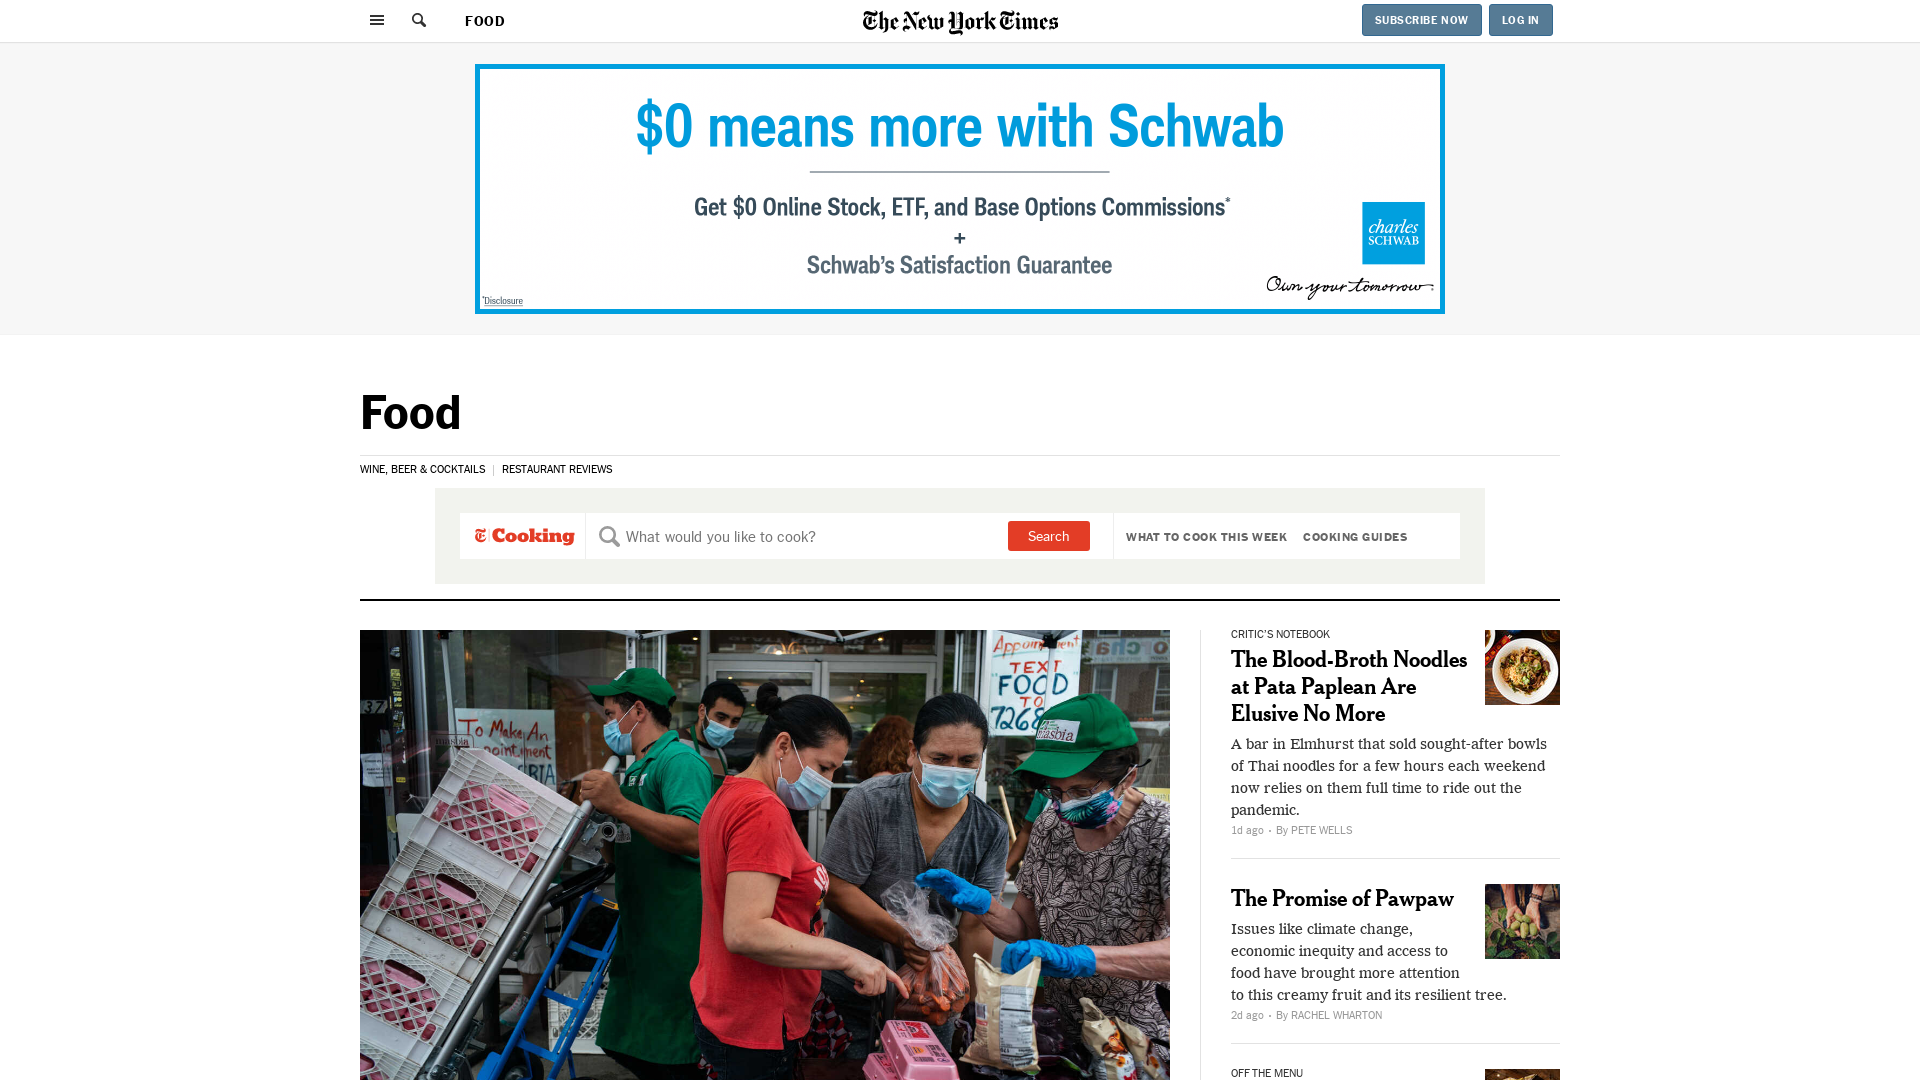 FOOD
The New York Times
SUBSCRIBE NOW
LOG IN
$0 means more with Schwab
Get $0 Online Stock, ETF, and Base Options Commissions*
+
Schwab's Satisfaction Guarantee
charles
SCHWAB
Own your tomorrow
*Disclosure
Food
WINE, BEER & COCKTAILS | RESTAURANT REVIEWS
Cooking
What would you like to cook?
Search
WHAT TO COOK THIS WEEK
COOKING GUIDES
Appointment
TEXT
FOOD
TO
7268
To Make An
masbia
CRITIC'S NOTEBOOK
The Blood-Broth Noodles
at Pata Paplean Are
Elusive No More
A bar in Elmhurst that sold sought-after bowls
of Thai noodles for a few hours each weekend
now relies on them full time to ride out the
pandemic.
1d ago • By PETE WELLS
The Promise of Pawpaw
Issues like climate change,
economic inequity and access to
food have brought more attention
to this creamy fruit and its resilient tree.
2d ago • By RACHEL WHARTON
OFF THE MENU